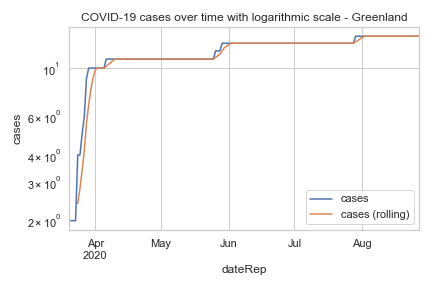 COVID-19 cases over time with logarithmic scale - Greenland
cases
10¹
6 × 10⁰
4 × 10⁰
3 × 10⁰
2 × 10⁰
cases
cases (rolling)
Apr
2020
May
Jun
Jul
Aug
dateRep